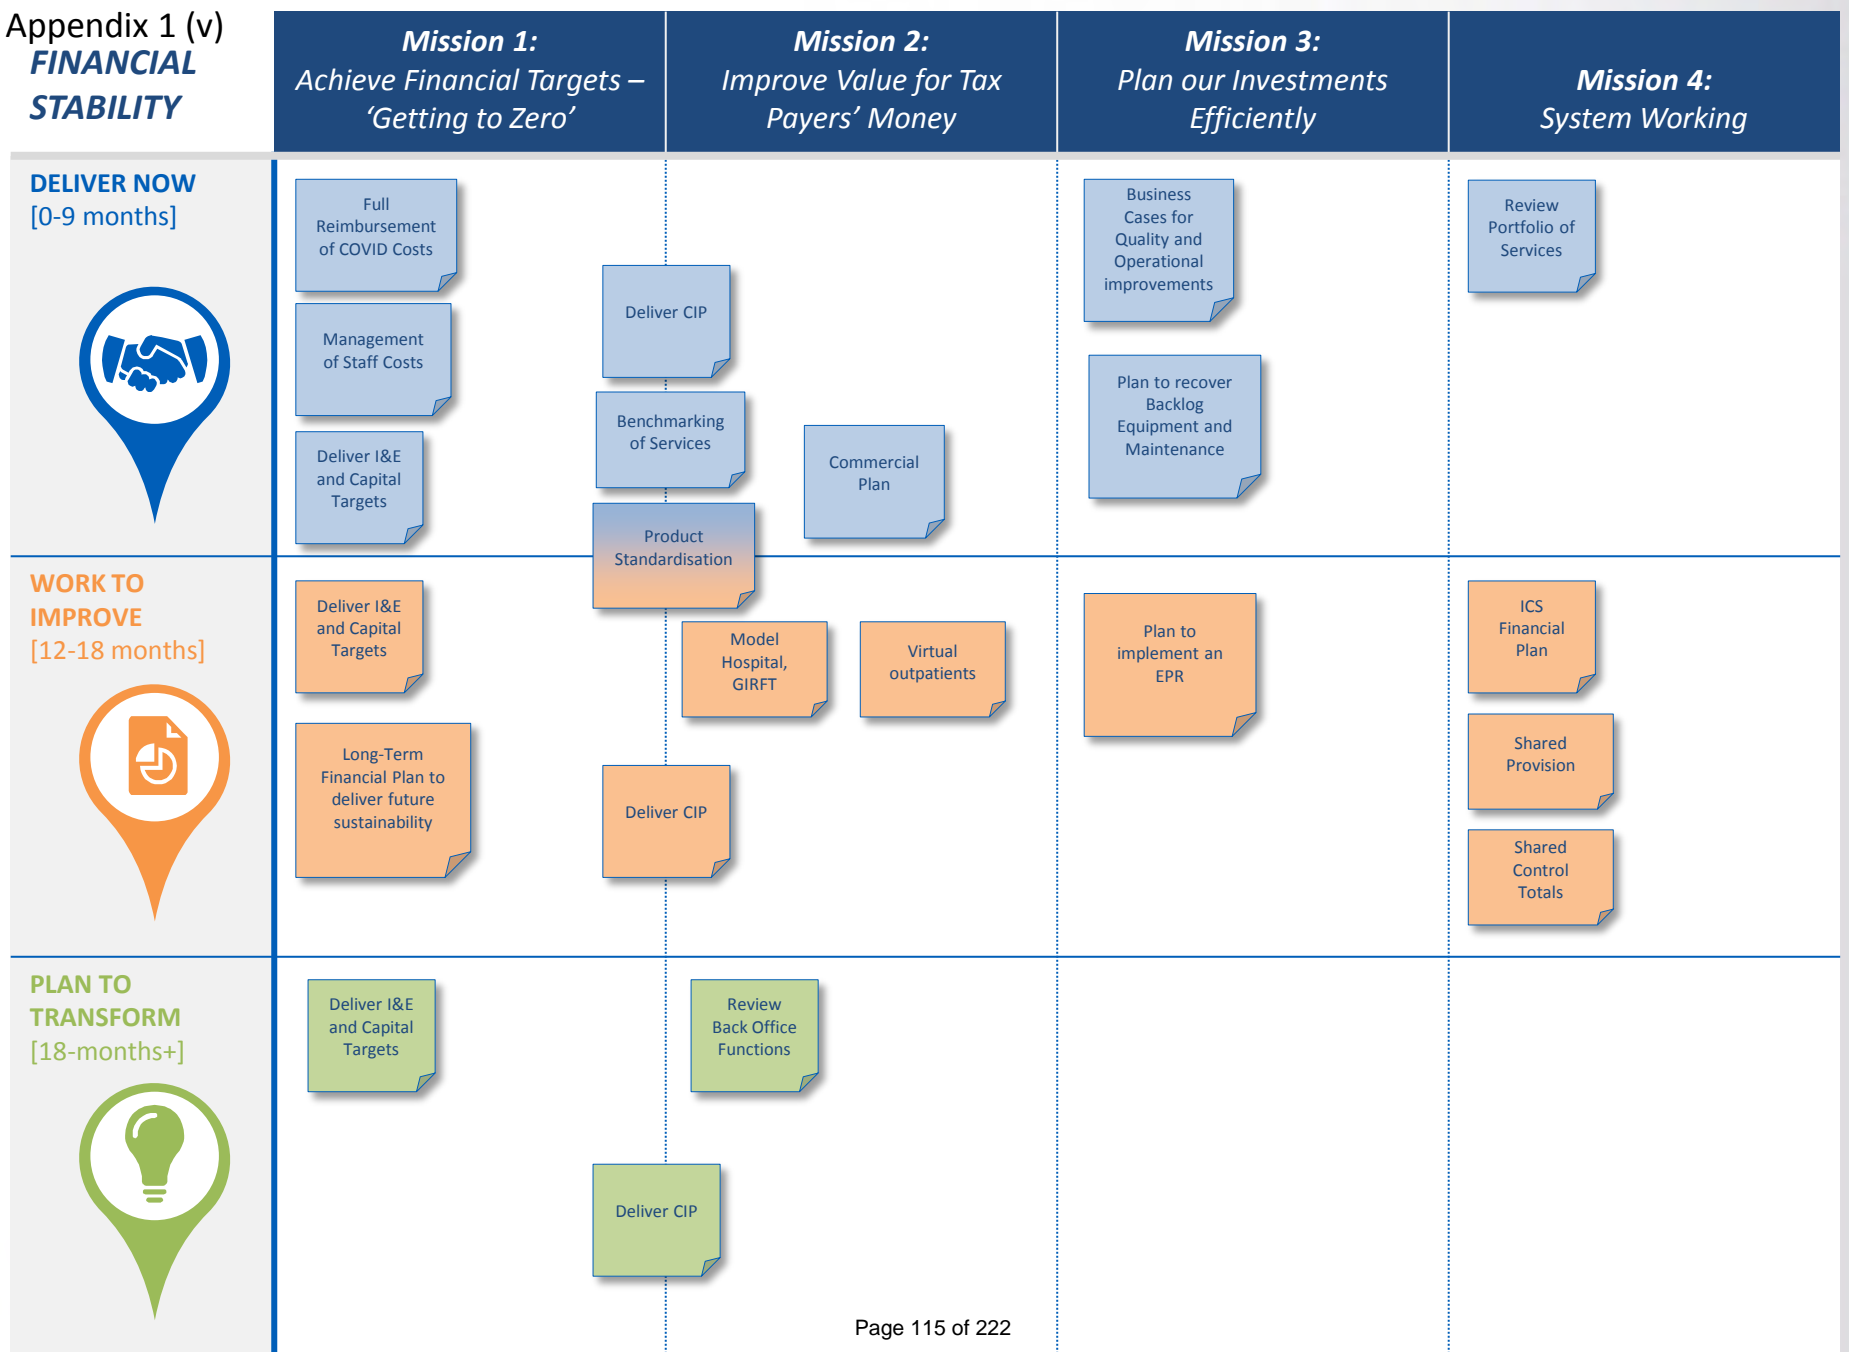 Appendix 1 (v)
FINANCIAL
STABILITY
Mission 1:
Achieve Financial Targets –
‘Getting to Zero’
Mission 2:
Improve Value for Tax
Payers’ Money
Mission 3:
Plan our Investments
Efficiently
Mission 4:
System Working
DELIVER NOW
[0-9 months]
Full
Reimbursement
of COVID Costs
Management
of Staff Costs
Deliver I&E
and Capital
Targets
Deliver CIP
Benchmarking
of Services
Product
Standardisation
Commercial
Plan
Business
Cases for
Quality and
Operational
improvements
Plan to recover
Backlog
Equipment and
Maintenance
Review
Portfolio of
Services
WORK TO
IMPROVE
[12-18 months]
Deliver I&E
and Capital
Targets
Long-Term
Financial Plan to
deliver future
sustainability
Deliver CIP
Model
Hospital,
GIRFT
Virtual
outpatients
Plan to
implement an
EPR
ICS
Financial
Plan
Shared
Provision
Shared
Control
Totals
PLAN TO
TRANSFORM
[18-months+]
Deliver I&E
and Capital
Targets
Deliver CIP
Review
Back Office
Functions
Page 115 of 222